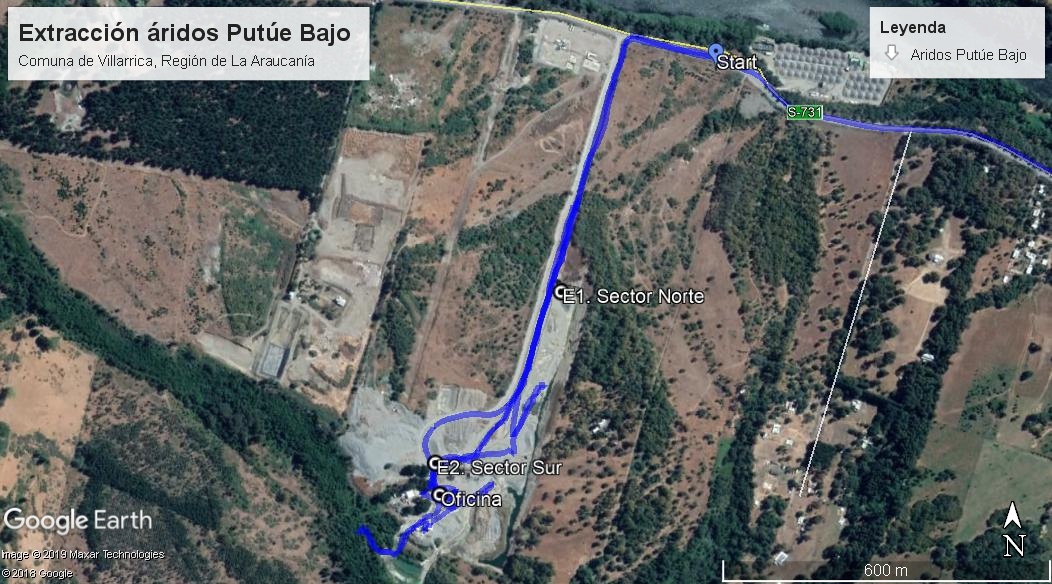 Extracción áridos Putúe Bajo
Comuna de Villarrica, Región de La Araucanía
Leyenda
Aridos Putúe Bajo
Start
S-731
E1. Sector Norte
E2. Sector Sur
Oficina
Google Earth
mage © 2019 Maxar Technologies
© 2018 Google
N
600 m